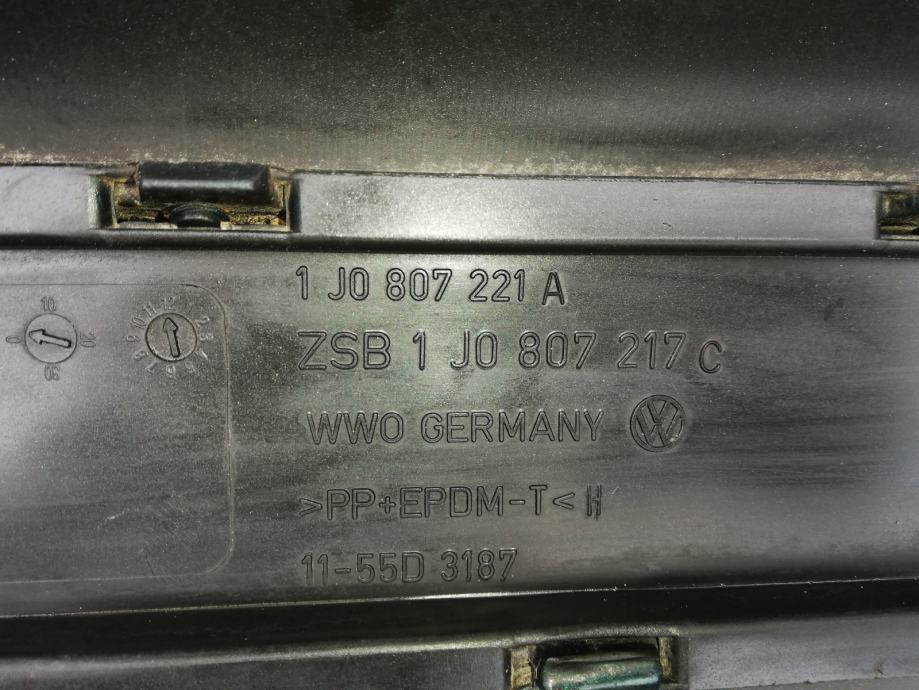 1 J0 807 221 A
ZSB 1 J0 807 217 C
WWO GERMANY
>PP+EPDM-T< H
11-55D 3187